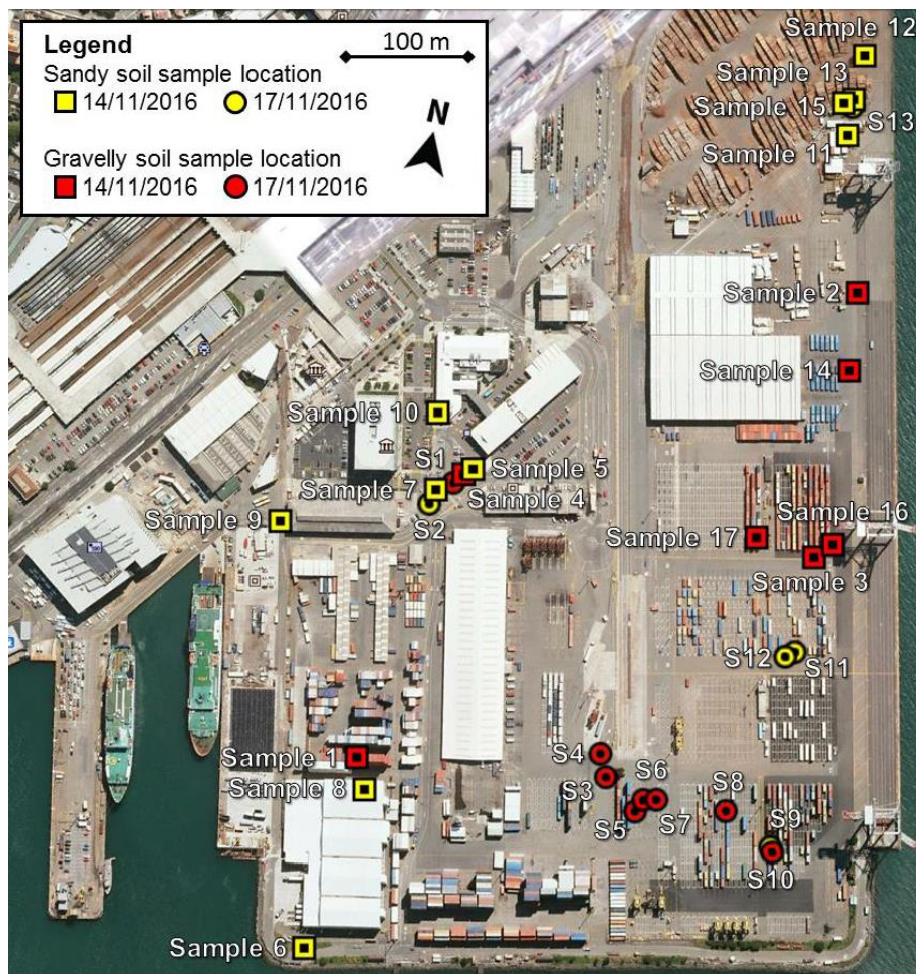 Legend
100 m
Sandy soil sample location
14/11/2016 17/11/2016
N
Gravelly soil sample location
14/11/2016 17/11/2016
Sample 12
Sample 13
Sample 15
S13
Sample 11
Sample 2
Sample 14
Sample 10
S1
Sample 5
Sample 7
Sample 4
S2
Sample 9
Sample 16
Sample 17
Sample 3
S12
S11
S4
Sample 1
S3
S6
Sample 8
S8
S5
S7
S9
S10
Sample 6